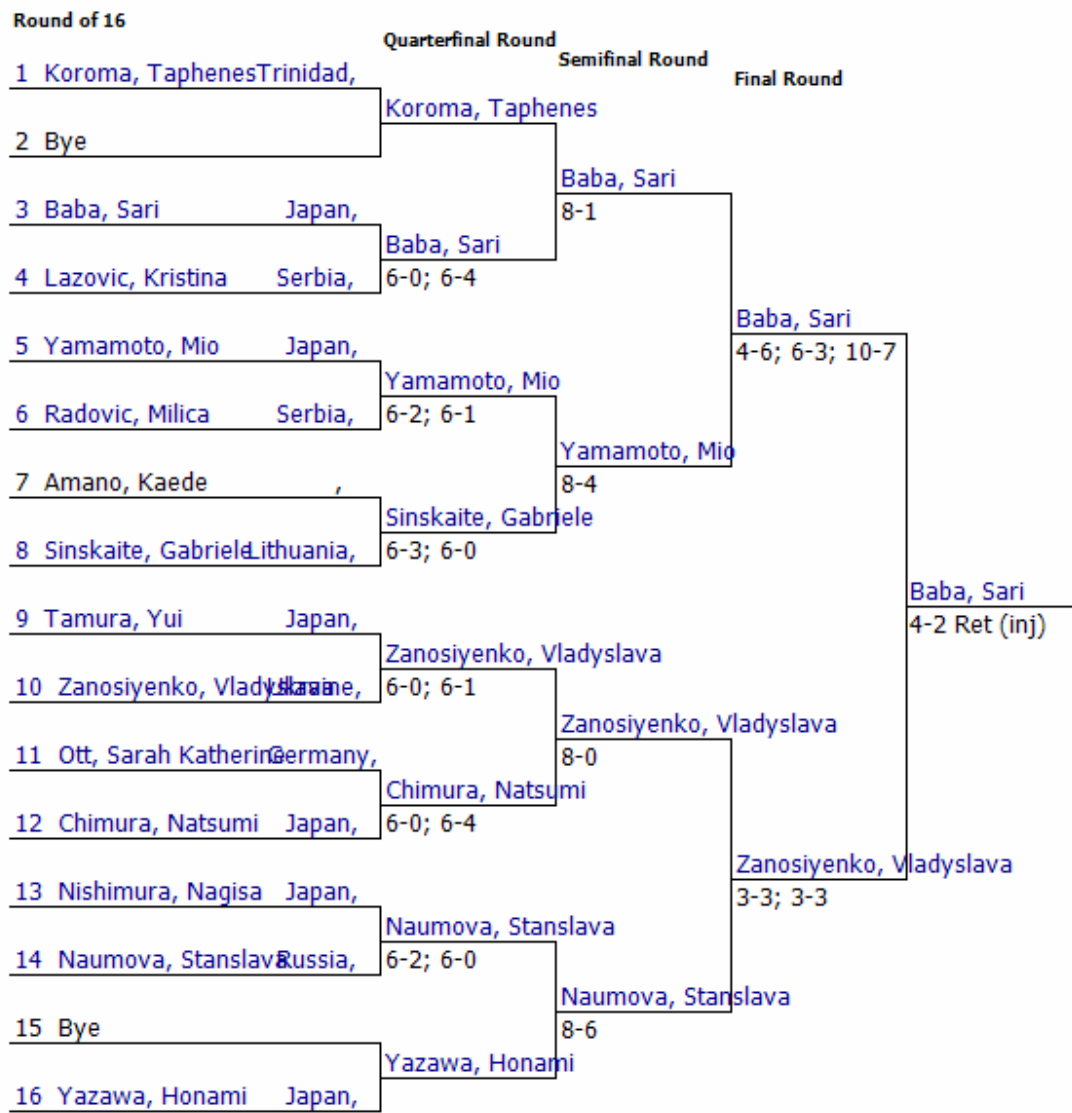 Round of 16
Quarterfinal Round
Semifinal Round
Final Round
1 Koroma, Taphenes Trinidad,
Koroma, Taphenes
2 Bye
Baba, Sari
8-1
3 Baba, Sari Japan,
Baba, Sari
6-0; 6-4
4 Lazovic, Kristina Serbia,
Baba, Sari
4-6; 6-3; 10-7
5 Yamamoto, Mio Japan,
Yamamoto, Mio
6-2; 6-1
6 Radovic, Milica Serbia,
Yamamoto, Mio
8-4
7 Amano, Kaede ,
Sinskaite, Gabriele
6-3; 6-0
8 Sinskaite, Gabriele Lithuania,
Baba, Sari
4-2 Ret (inj)
9 Tamura, Yui Japan,
Zanosiyenko, Vladyslava
6-0; 6-1
10 Zanosiyenko, Vladyslava Ukraine,
Zanosiyenko, Vladyslava
8-0
11 Ott, Sarah Katherine Germany,
Chimura, Natsumi
6-0; 6-4
12 Chimura, Natsumi Japan,
Zanosiyenko, Vladyslava
3-3; 3-3
13 Nishimura, Nagisa Japan,
Naumova, Stanslava
6-2; 6-0
14 Naumova, Stanslava Russia,
Naumova, Stanslava
8-6
15 Bye
Yazawa, Honami
16 Yazawa, Honami Japan,